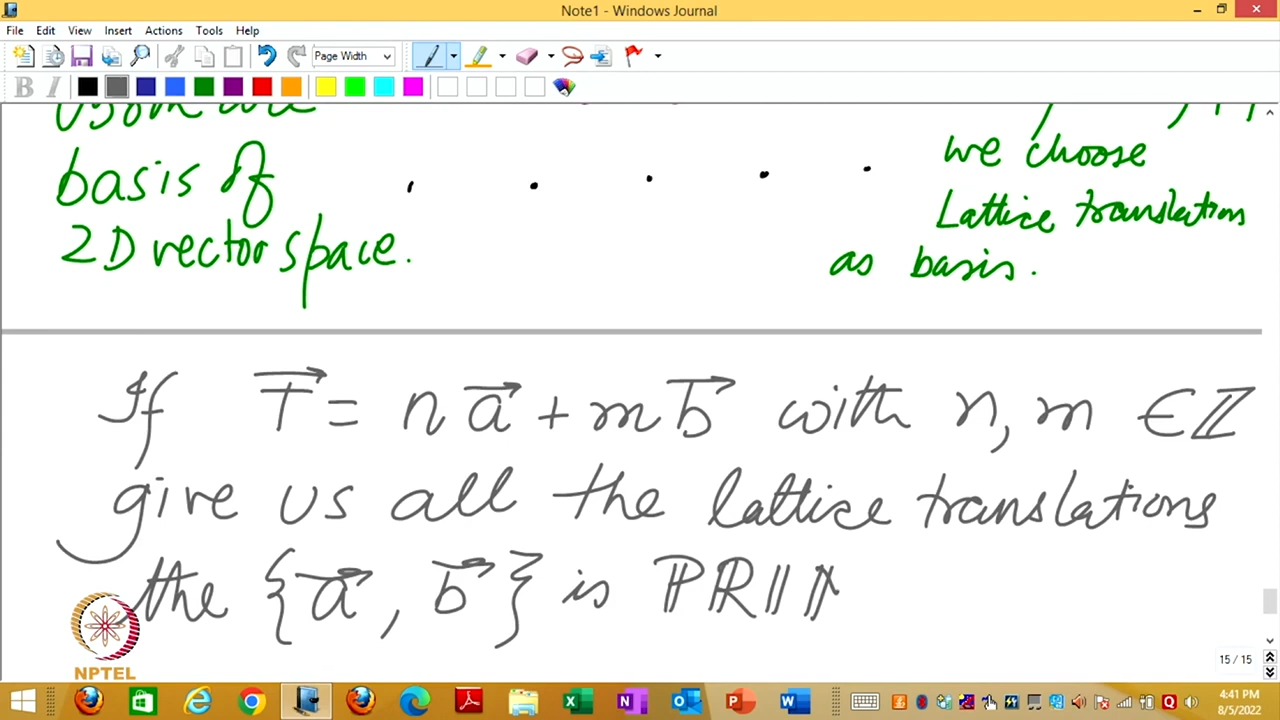 Note1 - Windows Journal
File Edit View Insert Actions Tools Help
Page Width
B I
basis of
2D vector space.
we choose
Lattice translation
as basis.
If T⃗ = n a⃗ + m b⃗ with n, m ∈ ℤ
give us all the lattice translations
the { a⃗ , b⃗ } is
NPTEL
15 / 15
4:41 PM
8/5/2022